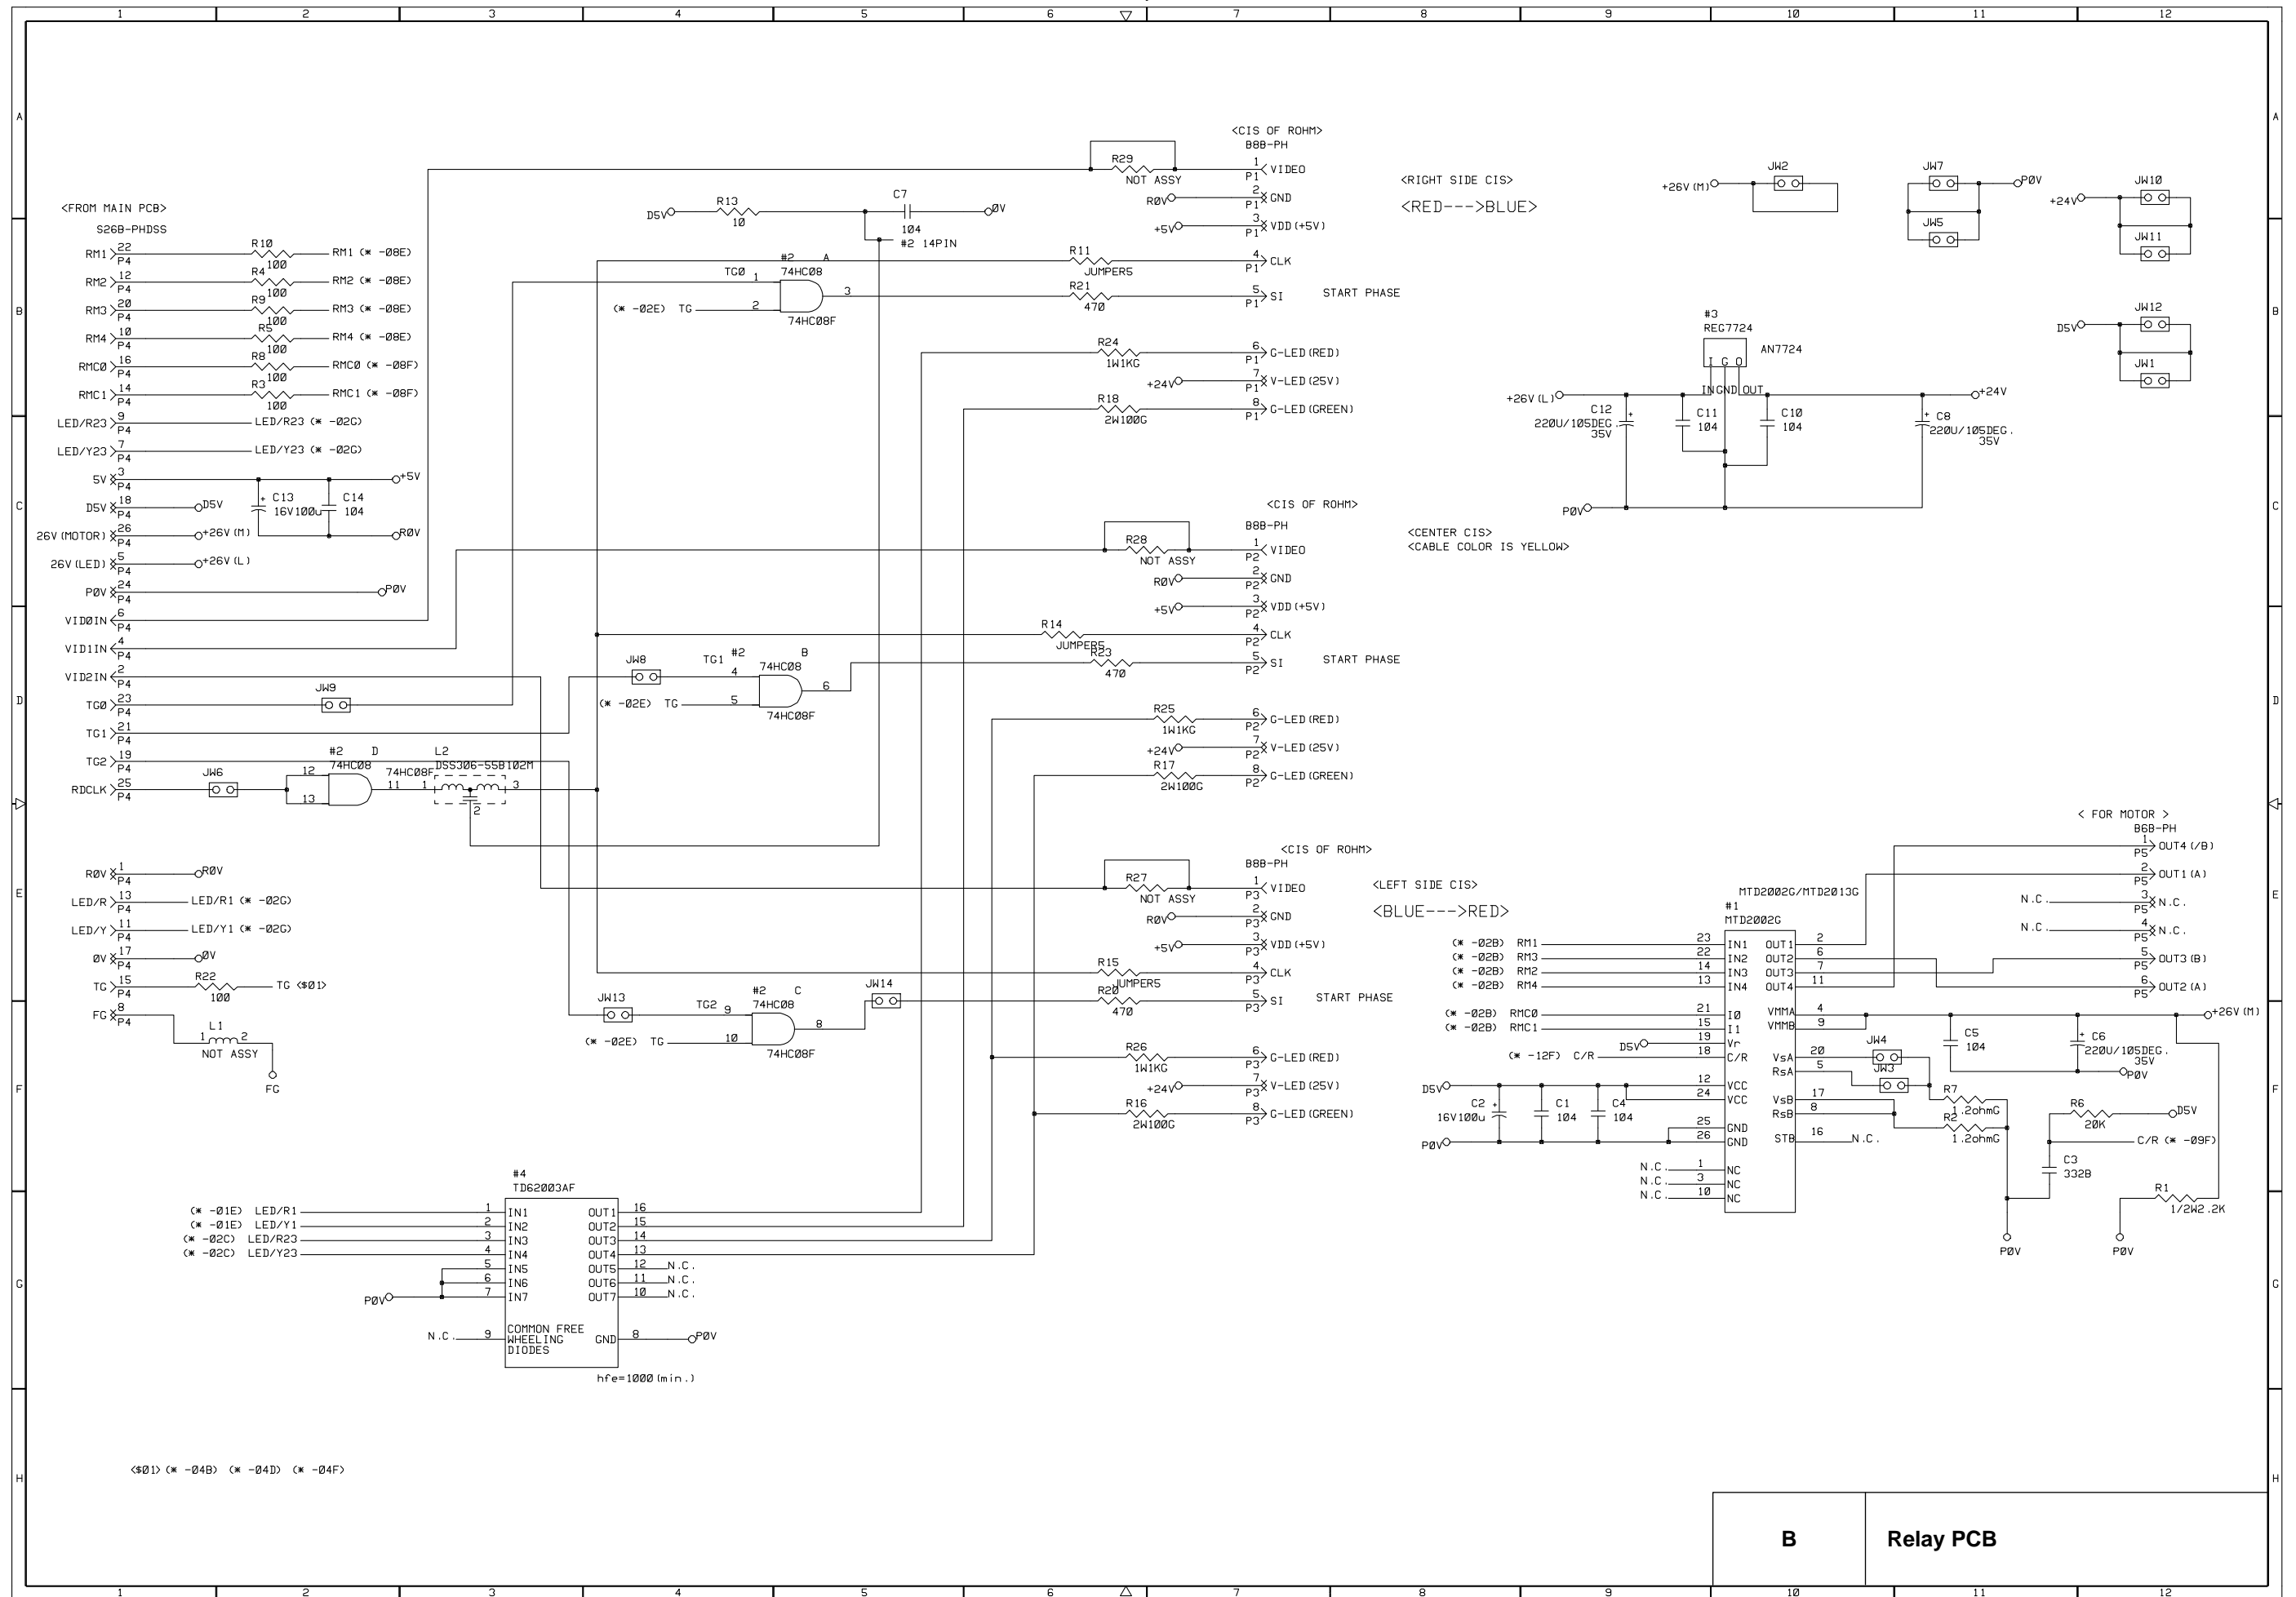 1 2 3 4 5 6 7 8 9 10 11 12
A
B
C
D
E
F
G
H
<FROM MAIN PCB>
S26B-PHDSS
RM1 22 P4 R10 100 RM1 (* -08E)
RM2 12 P4 R4 100 RM2 (* -08E)
RM3 20 P4 R9 100 RM3 (* -08E)
RM4 10 P4 R5 100 RM4 (* -08E)
RMC0 16 P4 R8 100 RMC0 (* -08F)
RMC1 14 P4 R3 100 RMC1 (* -08F)
LED/R23 9 P4 LED/R23 (* -02G)
LED/Y23 7 P4 LED/Y23 (* -02G)
5V 3 P4 +5V
D5V 18 P4 D5V
C13 16V100u
C14 104
26V(MOTOR) 26 P4 +26V(M) R0V
26V(LED) 5 P4 +26V(L)
P0V 24 P4 P0V
VID0IN 6 P4
VID1IN 4 P4
VID2IN 2 P4
TG0 23 P4 JW9
TG1 21 P4
TG2 19 P4
RDCLK 25 P4 JW6
#2 D
74HC08
12
13
11
74HC08F
L2
DSS306-55B102M
1 3
2
R0V 1 P4 R0V
LED/R 13 P4 LED/R1 (* -02G)
LED/Y 11 P4 LED/Y1 (* -02G)
0V 17 P4 0V
TG 15 P4 R22 100 TG <$01>
FG 8 P4
L1
1 2
NOT ASSY
FG
D5V R13 10 C7 104 0V
#2 14PIN
#2 A
TG0 1 74HC08
3
(* -02E) TG 2
74HC08F
JW8
TG1 #2 B
4 74HC08
6
(* -02E) TG 5
74HC08F
JW13
#2 C
TG2 9 74HC08
8
(* -02E) TG 10
74HC08F
JW14
<CIS OF ROHM>
B8B-PH
R29 NOT ASSY
1 P1 VIDEO
R0V 2 P1 GND
+5V 3 P1 VDD(+5V)
R11 JUMPER5 4 P1 CLK
R21 470 5 P1 SI START PHASE
R24 1W1KG 6 P1 G-LED(RED)
+24V 7 P1 V-LED(25V)
R18 2W100G 8 P1 G-LED(GREEN)
<RIGHT SIDE CIS>
<RED--->BLUE>
<CIS OF ROHM>
B8B-PH
R28 NOT ASSY
1 P2 VIDEO
R0V 2 P2 GND
+5V 3 P2 VDD(+5V)
R14 JUMPER5 4 P2 CLK
R23 470 5 P2 SI START PHASE
R25 1W1KG 6 P2 G-LED(RED)
+24V 7 P2 V-LED(25V)
R17 2W100G 8 P2 G-LED(GREEN)
<CENTER CIS>
<CABLE COLOR IS YELLOW>
<CIS OF ROHM>
B8B-PH
R27 NOT ASSY
1 P3 VIDEO
R0V 2 P3 GND
+5V 3 P3 VDD(+5V)
R15 JUMPER5 4 P3 CLK
R20 470 5 P3 SI START PHASE
R26 1W1KG 6 P3 G-LED(RED)
+24V 7 P3 V-LED(25V)
R16 2W100G 8 P3 G-LED(GREEN)
<LEFT SIDE CIS>
<BLUE--->RED>
+26V(M) JW2
JW7 P0V
JW5
+24V JW10
JW11
D5V JW12
JW1
#3
REG7724
AN7724
I G O
IN GND OUT
+26V(L) +24V
C12 220U/105DEG. 35V
C11 104
C10 104
C8 220U/105DEG. 35V
P0V
< FOR MOTOR >
B6B-PH
1 P5 OUT4(/B)
2 P5 OUT1(A)
N.C. 3 P5 N.C.
N.C. 4 P5 N.C.
5 P5 OUT3(B)
6 P5 OUT2(A)
MTD2002G/MTD2013G
#1
MTD2002G
(* -02B) RM1 23 IN1 OUT1 2
(* -02B) RM3 22 IN2 OUT2 6
(* -02B) RM2 14 IN3 OUT3 7
(* -02B) RM4 13 IN4 OUT4 11
(* -02B) RMC0 21 I0 VMMA 4 +26V(M)
(* -02B) RMC1 15 I1 VMMB 9
D5V 19 Vr
(* -12F) C/R 18 C/R VsA 20 JW4
RsA 5 JW3
D5V 12 VCC
24 VCC VsB 17
RsB 8
25 GND
P0V 26 GND STB 16 N.C.
N.C. 1 NC
N.C. 3 NC
N.C. 10 NC
C2 16V100u
C1 104
C4 104
C5 104
C6 220U/105DEG. 35V
P0V
R7 1.2ohmG
R2 1.2ohmG
R6 20K D5V
C/R (* -09F)
C3 332B
R1 1/2W2.2K
P0V P0V
#4
TD62003AF
(* -01E) LED/R1 1 IN1 OUT1 16
(* -01E) LED/Y1 2 IN2 OUT2 15
(* -02C) LED/R23 3 IN3 OUT3 14
(* -02C) LED/Y23 4 IN4 OUT4 13
5 IN5 OUT5 12 N.C.
6 IN6 OUT6 11 N.C.
P0V 7 IN7 OUT7 10 N.C.
N.C. 9 COMMON FREE WHEELING DIODES GND 8 P0V
hfe=1000(min.)
<$01> (* -04B) (* -04D) (* -04F)
B Relay PCB
1 2 3 4 5 6 7 8 9 10 11 12